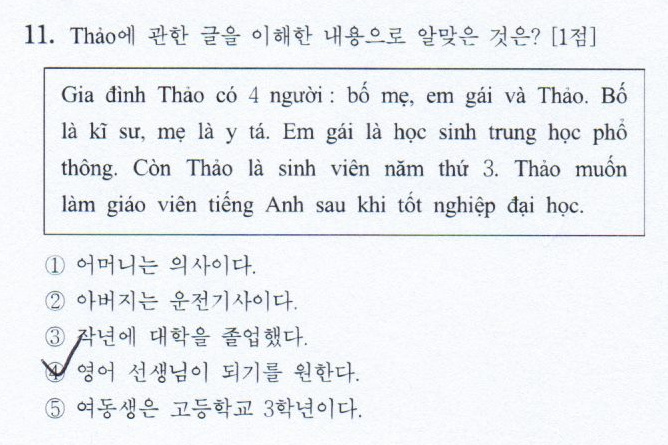 11. Thảo에 관한 글을 이해한 내용으로 알맞은 것은? [1점]
Gia đình Thảo có 4 người : bố mẹ, em gái và Thảo. Bố
là kĩ sư, mẹ là y tá. Em gái là học sinh trung học phổ
thông. Còn Thảo là sinh viên năm thứ 3. Thảo muốn
làm giáo viên tiếng Anh sau khi tốt nghiệp đại học.
① 어머니는 의사이다.
② 아버지는 운전기사이다.
③ 작년에 대학을 졸업했다.
④ 영어 선생님이 되기를 원한다.
⑤ 여동생은 고등학교 3학년이다.